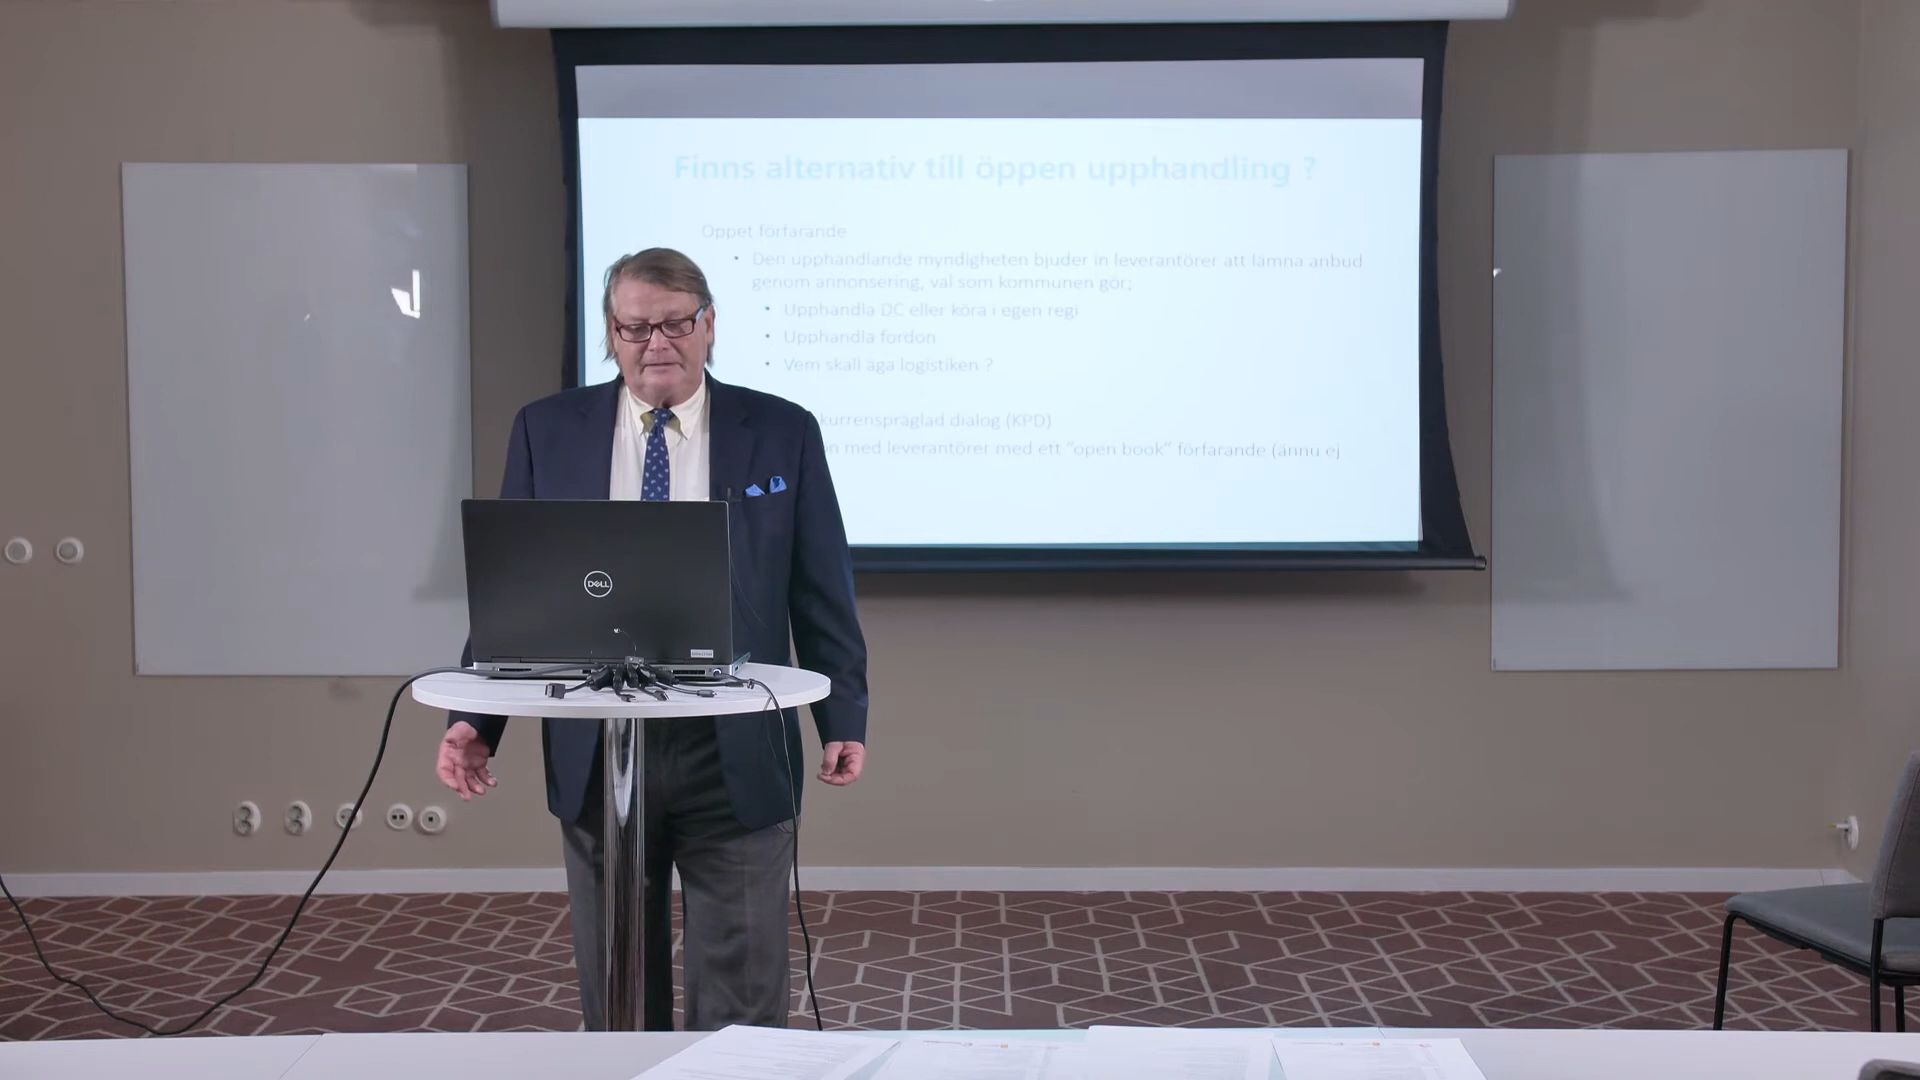 Finns alternativ till öppen upphandling ?
Öppet förfarande
• Den upphandlande myndigheten bjuder in leverantörer att lämna anbud
genom annonsering, val som kommunen gör;
• Upphandla DC eller köra i egen regi
• Upphandla fordon
• Vem skall äga logistiken ?
kurrenspräglad dialog (KPD)
on med leverantörer med ett "open book" förfarande (ännu ej
DELL